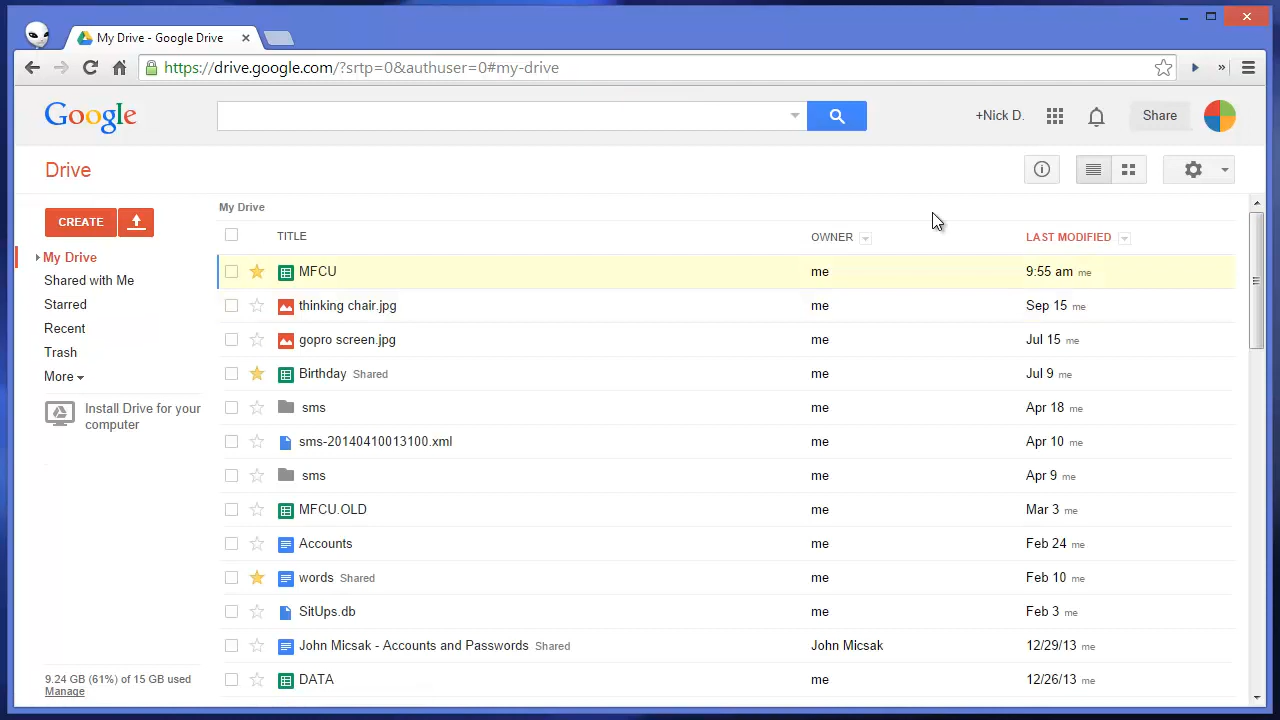 My Drive - Google Drive
https://drive.google.com/?srtp=0&authuser=0#my-drive
Google
+Nick D.
Share
Drive
CREATE
My Drive
Shared with Me
Starred
Recent
Trash
More
Install Drive for your
computer
9.24 GB (61%) of 15 GB used
Manage
My Drive
TITLE OWNER LAST MODIFIED
MFCU me 9:55 am me
thinking chair.jpg me Sep 15 me
gopro screen.jpg me Jul 15 me
Birthday Shared me Jul 9 me
sms me Apr 18 me
sms-20140410013100.xml me Apr 10 me
sms me Apr 9 me
MFCU.OLD me Mar 3 me
Accounts me Feb 24 me
words Shared me Feb 10 me
SitUps.db me Feb 3 me
John Micsak - Accounts and Passwords Shared John Micsak 12/29/13 me
DATA me 12/26/13 me